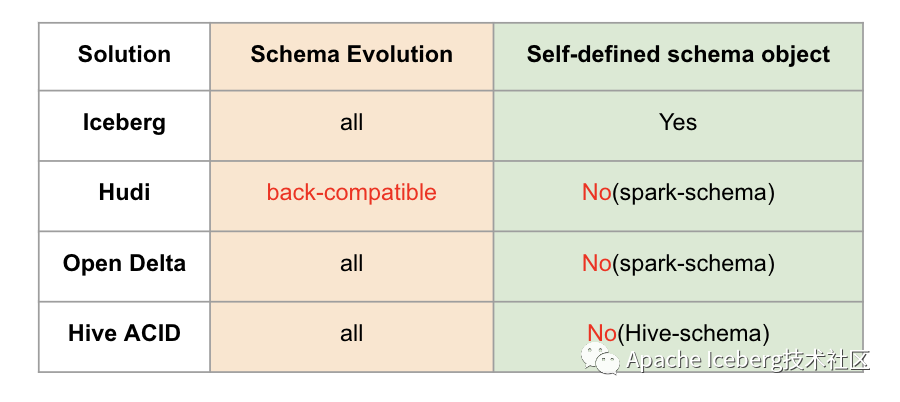 Solution Schema Evolution Self-defined schema object
Iceberg all Yes
Hudi back-compatible No(spark-schema)
Open Delta all No(spark-schema)
Hive ACID all No(Hive-schema)
Apache Iceberg技术社区